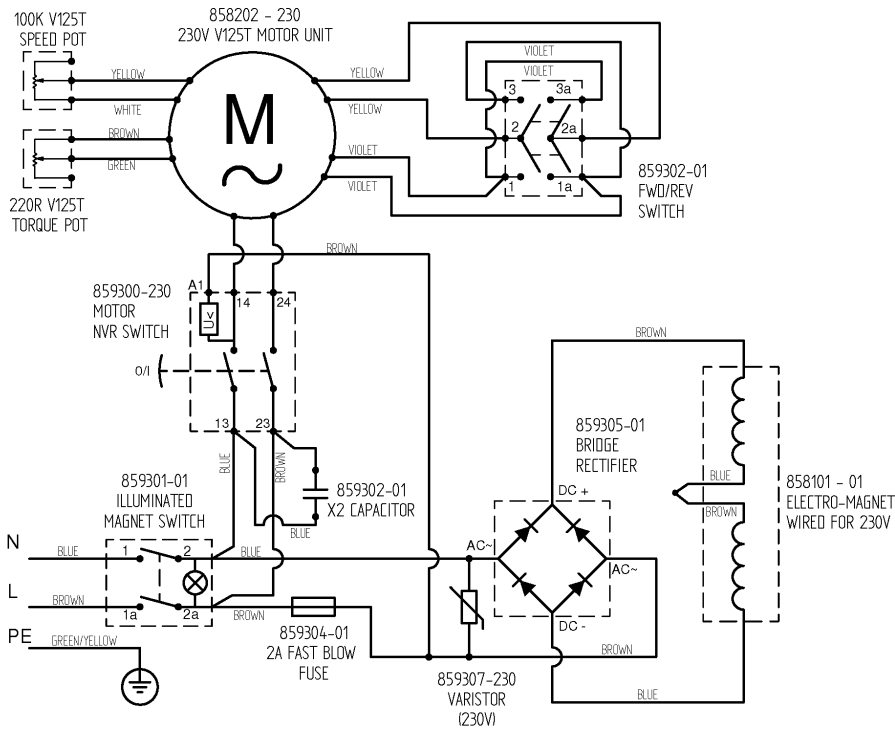 100K V125T
SPEED POT
858202 - 230
230V V125T MOTOR UNIT
YELLOW
WHITE
BROWN
GREEN
220R V125T
TORQUE POT
M
YELLOW
YELLOW
VIOLET
VIOLET
VIOLET
VIOLET
3
3a
2
2a
1
1a
859302-01
FWD/REV
SWITCH
BROWN
859300-230
MOTOR
NVR SWITCH
A1
14
24
U<
O/I
13
23
BLUE
BROWN
859302-01
X2 CAPACITOR
BLUE
859301-01
ILLUMINATED
MAGNET SWITCH
N
BLUE
1
2
BLUE
L
BROWN
1a
2a
BROWN
PE
GREEN/YELLOW
859304-01
2A FAST BLOW
FUSE
859305-01
BRIDGE
RECTIFIER
DC +
AC~
AC~
DC -
BROWN
BROWN
BLUE
859307-230
VARISTOR
(230V)
BLUE
BROWN
858101 - 01
ELECTRO-MAGNET
WIRED FOR 230V